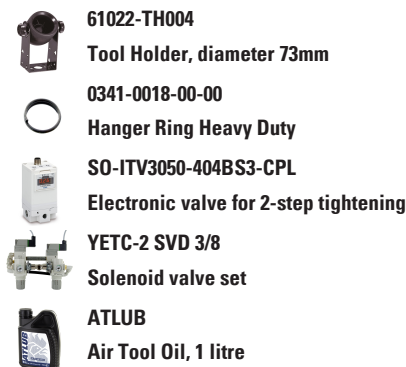 61022-TH004
Tool Holder, diameter 73mm
0341-0018-00-00
Hanger Ring Heavy Duty
SO-ITV3050-404BS3-CPL
Electronic valve for 2-step tightening
YETC-2 SVD 3/8
Solenoid valve set
ATLUB
ATLUB
Air Tool Oil, 1 litre